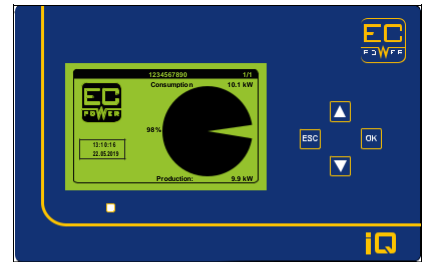 EC
POWER
1234567890 1/1
Consumption 10.1 kW
EC
POWER
98%
13:10:16
22.05.2019
Production: 9.9 kW
ESC
OK
iQ